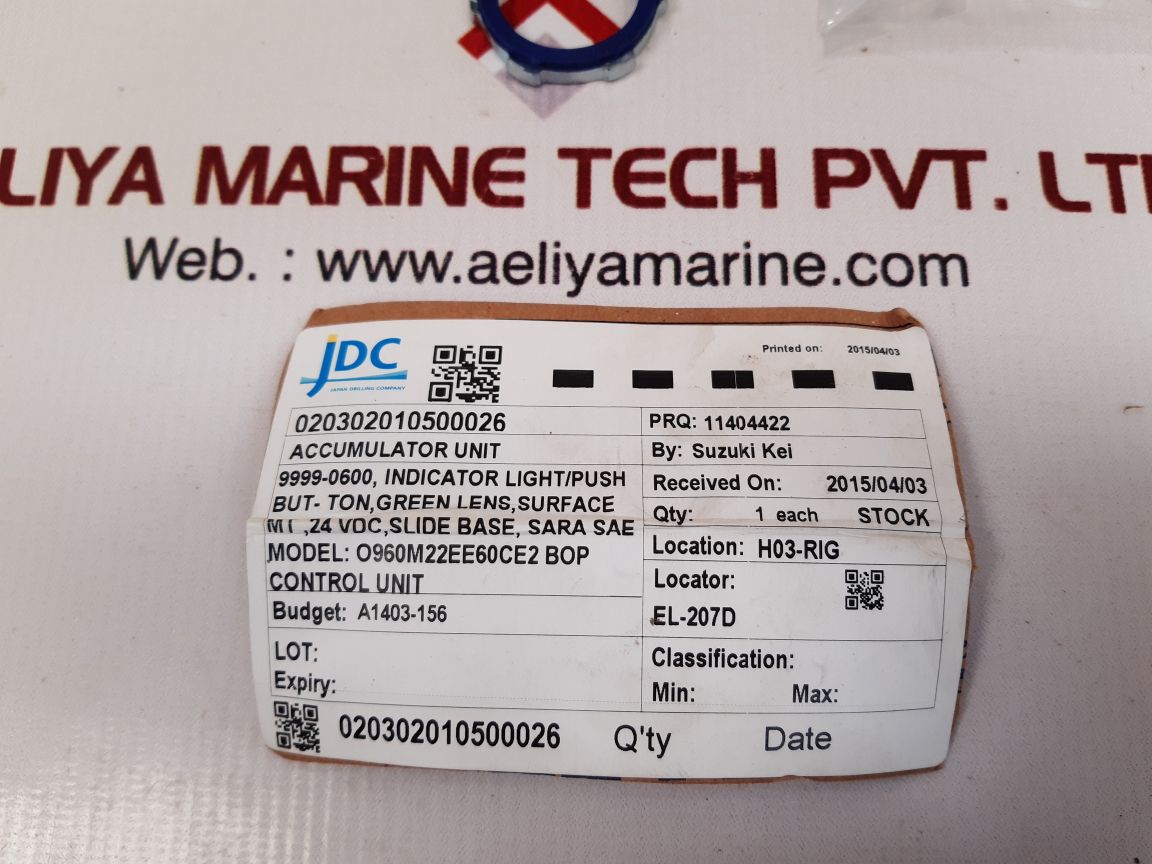 LIYA MARINE TECH PVT. LT
Web. : www.aeliyamarine.com
JDC
JAPAN DRILLING COMPANY
Printed on: 2015/04/03
020302010500026
ACCUMULATOR UNIT
9999-0600, INDICATOR LIGHT/PUSH
BUT- TON,GREEN LENS,SURFACE
MT ,24 VDC,SLIDE BASE, SARA SAE
MODEL: O960M22EE60CE2 BOP
CONTROL UNIT
Budget: A1403-156
LOT:
Expiry:
PRQ: 11404422
By: Suzuki Kei
Received On: 2015/04/03
Qty: 1 each STOCK
Location: H03-RIG
Locator:
EL-207D
Classification:
Min: Max:
020302010500026 Q'ty Date